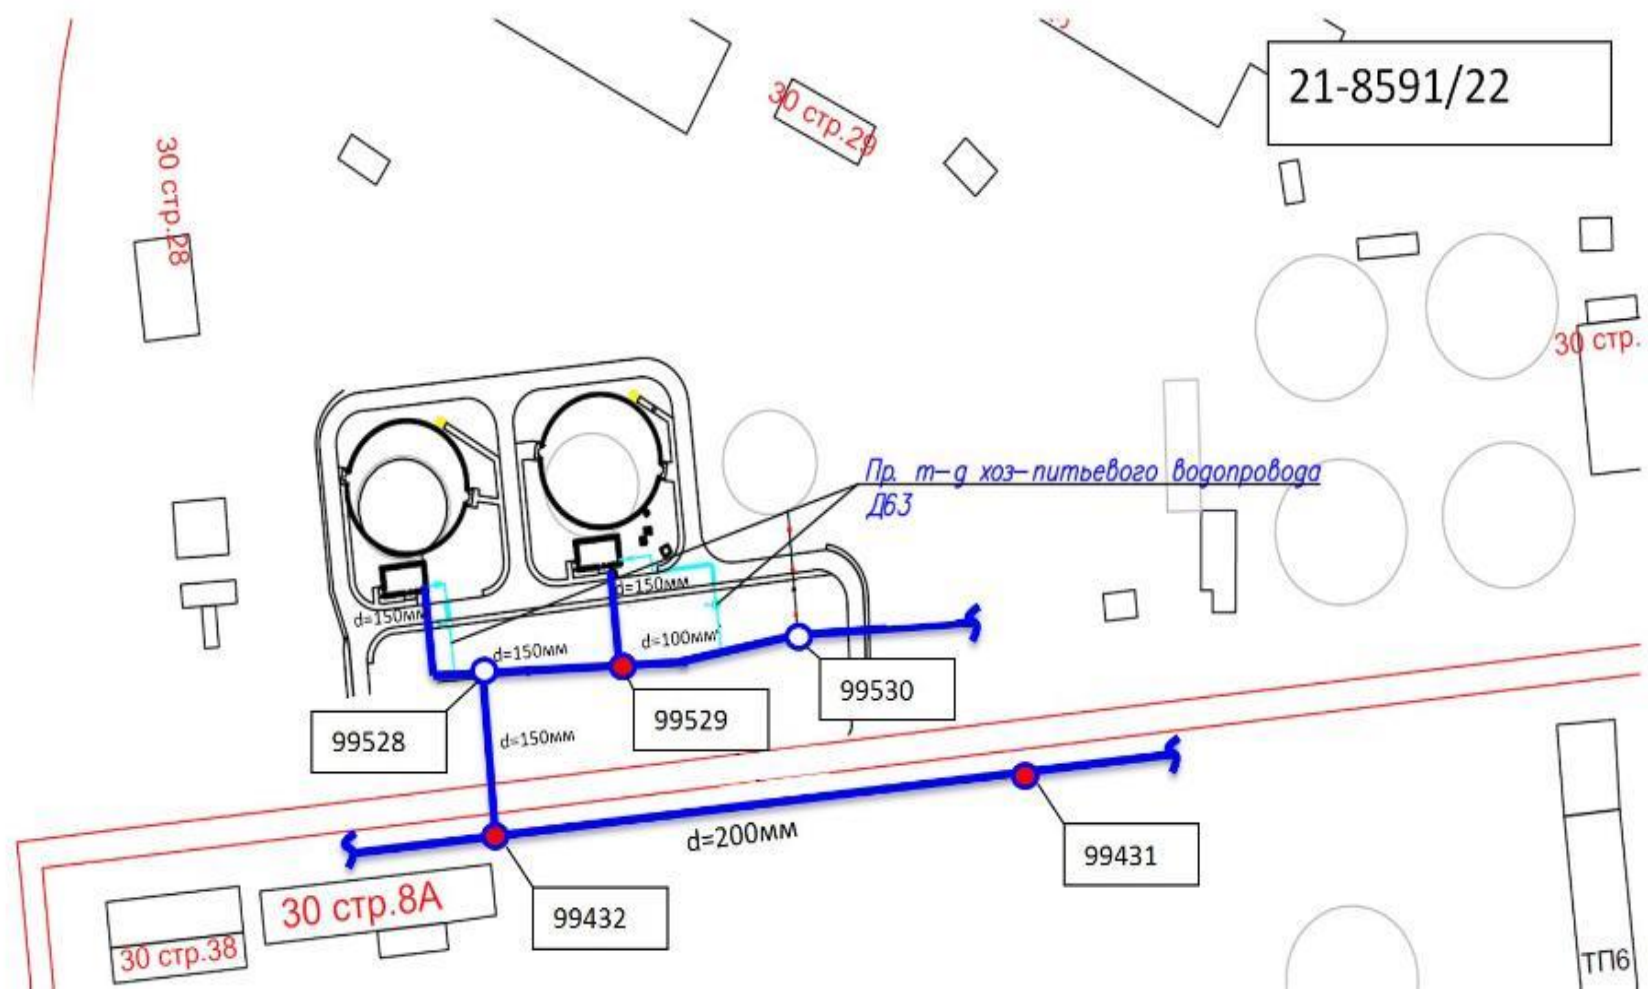 21-8591/22
30 стр.29
30 стр.28
30 стр.
Пр. т-д хоз-питьевого водопровода
Д63
d=150мм
d=150мм
d=100мм
d=150мм
99530
99529
99528
d=150мм
d=200мм
99431
30 стр.8А
99432
30 стр.38
ТП6